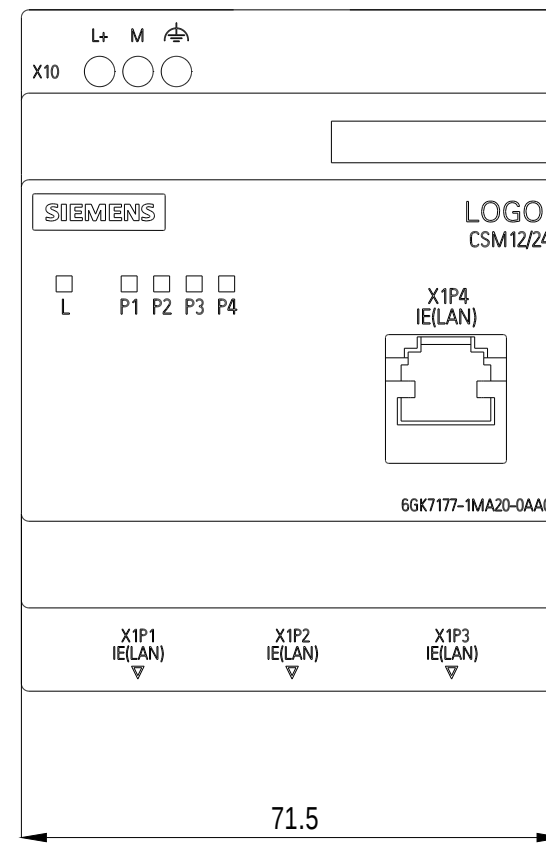 L+ M
X10
SIEMENS
LOGO
CSM12/24
L P1 P2 P3 P4
X1P4
IE(LAN)
6GK7177-1MA20-0AA0
X1P1 X1P2 X1P3
IE(LAN) IE(LAN) IE(LAN)
71.5